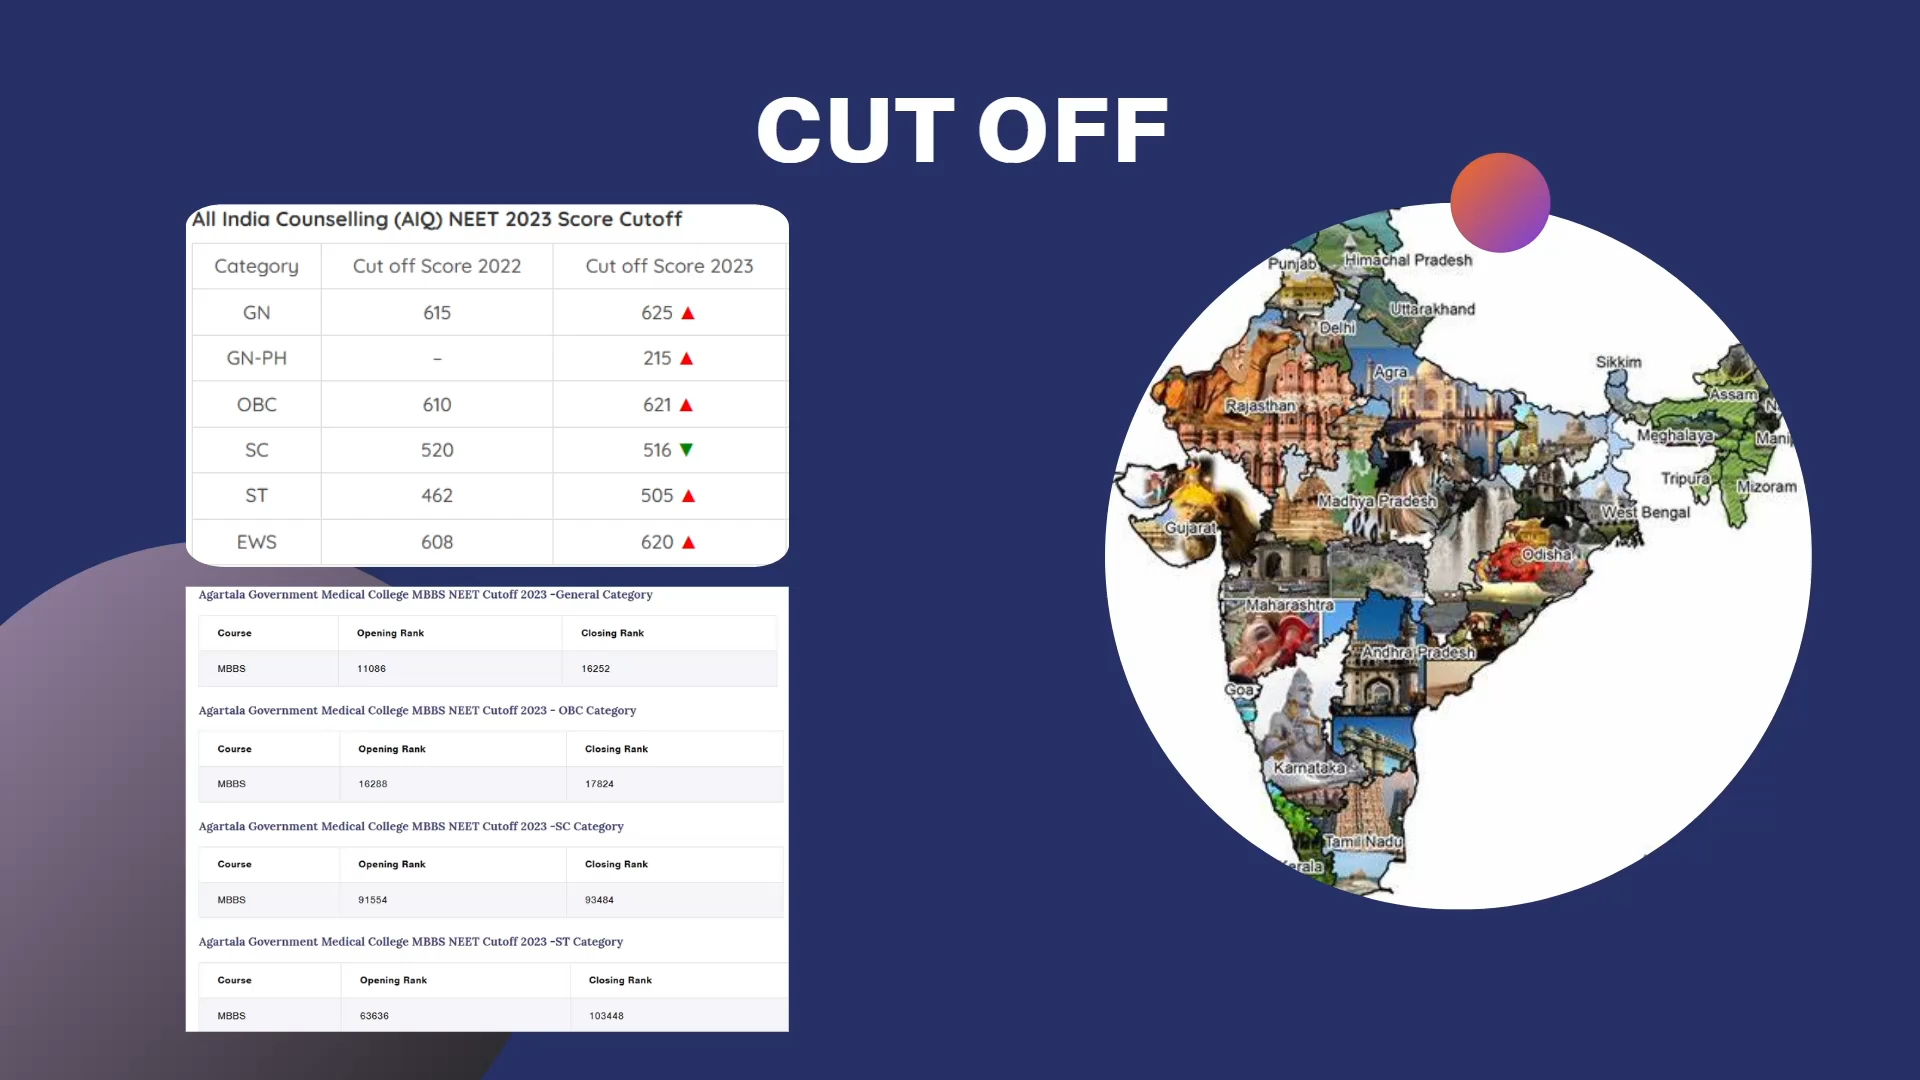 CUT OFF
All India Counselling (AIQ) NEET 2023 Score Cutoff
Category Cut off Score 2022 Cut off Score 2023
GN 615 625 ▲
GN-PH – 215 ▲
OBC 610 621 ▲
SC 520 516 ▼
ST 462 505 ▲
EWS 608 620 ▲
Agartala Government Medical College MBBS NEET Cutoff 2023 -General Category
Course Opening Rank Closing Rank
MBBS 11086 16252
Agartala Government Medical College MBBS NEET Cutoff 2023 - OBC Category
Course Opening Rank Closing Rank
MBBS 16288 17824
Agartala Government Medical College MBBS NEET Cutoff 2023 -SC Category
Course Opening Rank Closing Rank
MBBS 91554 93484
Agartala Government Medical College MBBS NEET Cutoff 2023 -ST Category
Course Opening Rank Closing Rank
MBBS 63636 103448
Punjab
Himachal Pradesh
Uttarakhand
Delhi
Sikkim
Agra
Assam
Rajasthan
Meghalaya
Tripura
Mizoram
Madhya Pradesh
West Bengal
Gujarat
Odisha
Maharashtra
Andhra Pradesh
Goa
Karnataka
Tamil Nadu